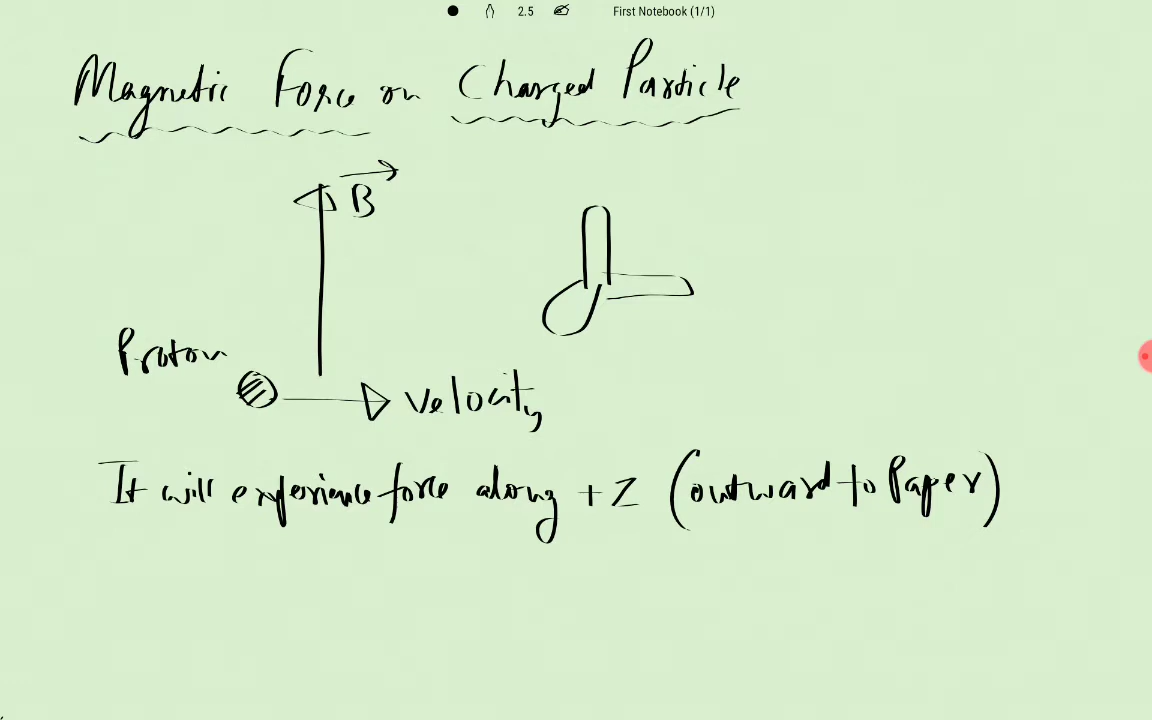 2.5 First Notebook (1/1)
Magnetic Force on Charged Particle
B
Proton
Velocity
It will experience force along +Z (outward to Paper)